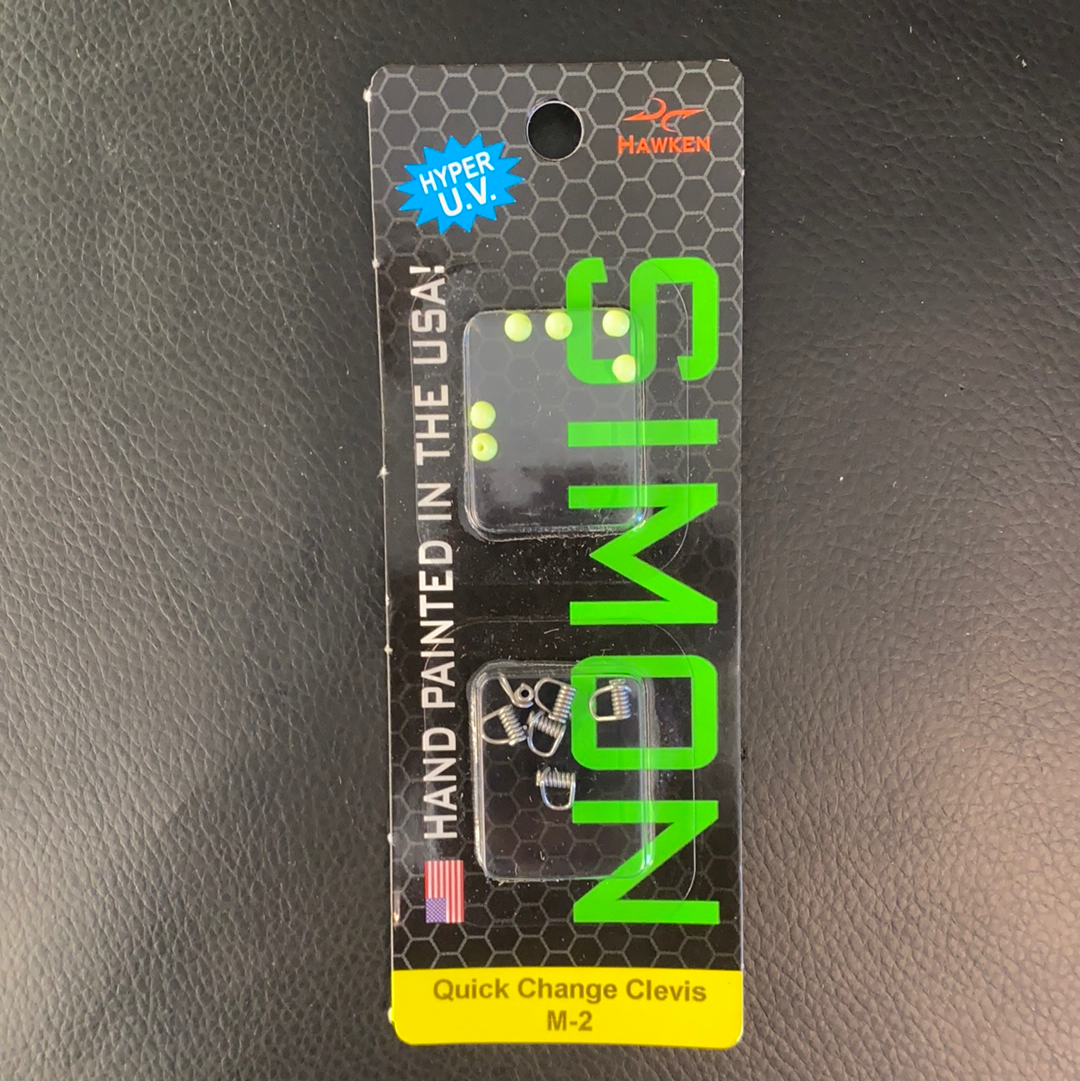 HAWKEN
HYPER
U.V.
HAND PAINTED IN THE USA!
SIMON
Quick Change Clevis
M-2